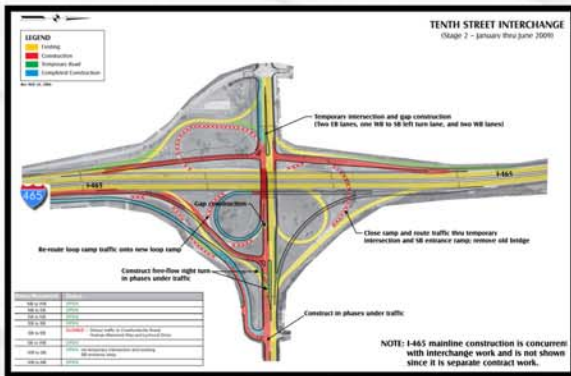 TENTH STREET INTERCHANGE
(Stage 2 – January thru June 2009)
LEGEND
Existing
Construction
Temporary Road
Completed Construction
Temporary intersection and gap construction
(Two EB lanes, one WB to SB left turn lane, and two WB lanes)
I-465
I-465
465
Gap construction
Close ramp and route traffic thru temporary
intersection and SB entrance ramp; remove old bridge
Re-route loop ramp traffic onto new loop ramp
Construct free-flow right turn
in phases under traffic
Construct in phases under traffic
NOTE: I-465 mainline construction is concurrent
with interchange work and is not shown
since it is separate contract work.